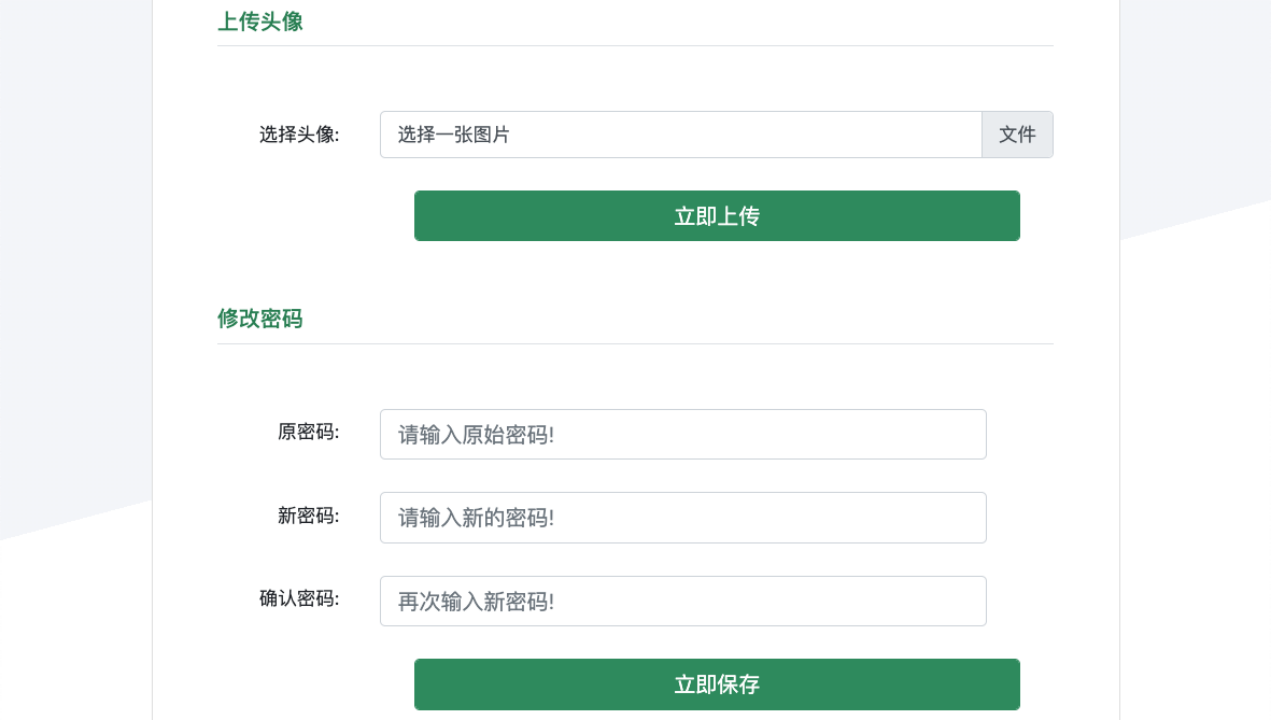 上传头像
选择头像: 选择一张图片 文件
立即上传
修改密码
原密码: 请输入原始密码!
新密码: 请输入新的密码!
确认密码: 再次输入新密码!
立即保存